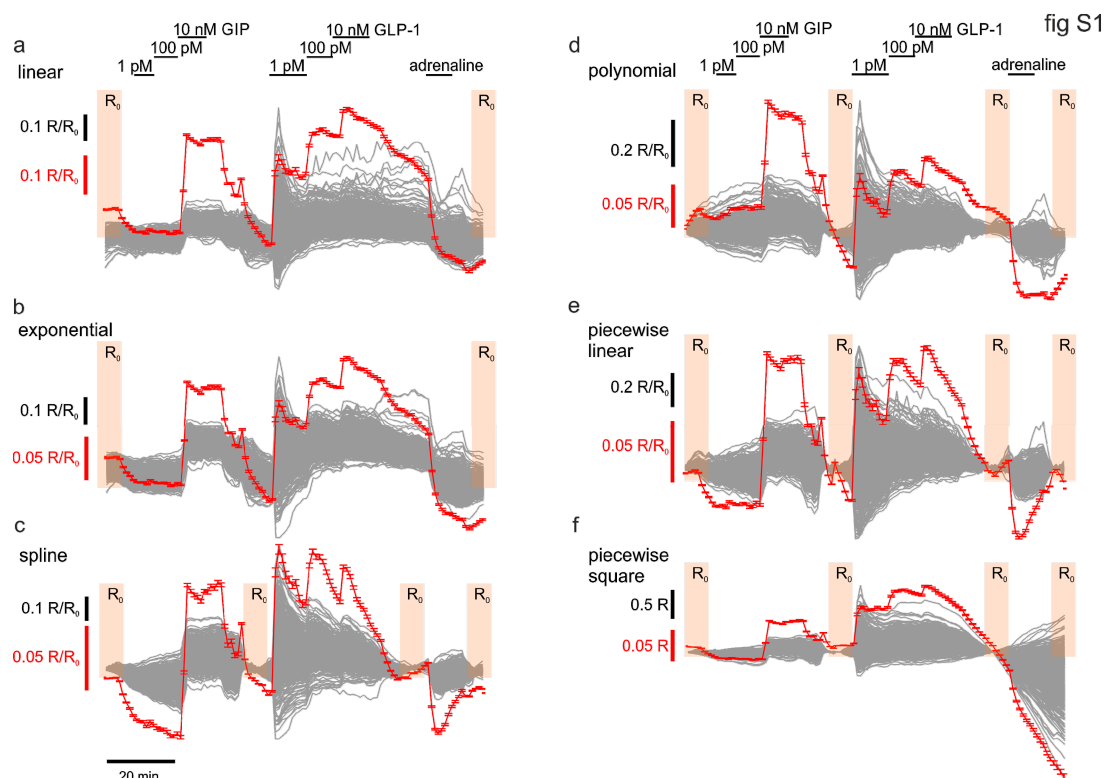 fig S1
a
10 nM GIP
10 nM GLP-1
100 pM
100 pM
linear
1 pM
1 pM
adrenaline
R₀
R₀
0.1 R/R₀
0.1 R/R₀
b
exponential
R₀
R₀
0.1 R/R₀
0.05 R/R₀
c
spline
R₀
R₀
R₀
R₀
0.1 R/R₀
0.05 R/R₀
20 min
d
10 nM GIP
10 nM GLP-1
100 pM
100 pM
polynomial
1 pM
1 pM
adrenaline
R₀
R₀
R₀
R₀
0.2 R/R₀
0.05 R/R₀
e
piecewise
linear
R₀
R₀
R₀
R₀
0.2 R/R₀
0.05 R/R₀
f
piecewise
square
R₀
R₀
R₀
R₀
0.5 R
0.05 R